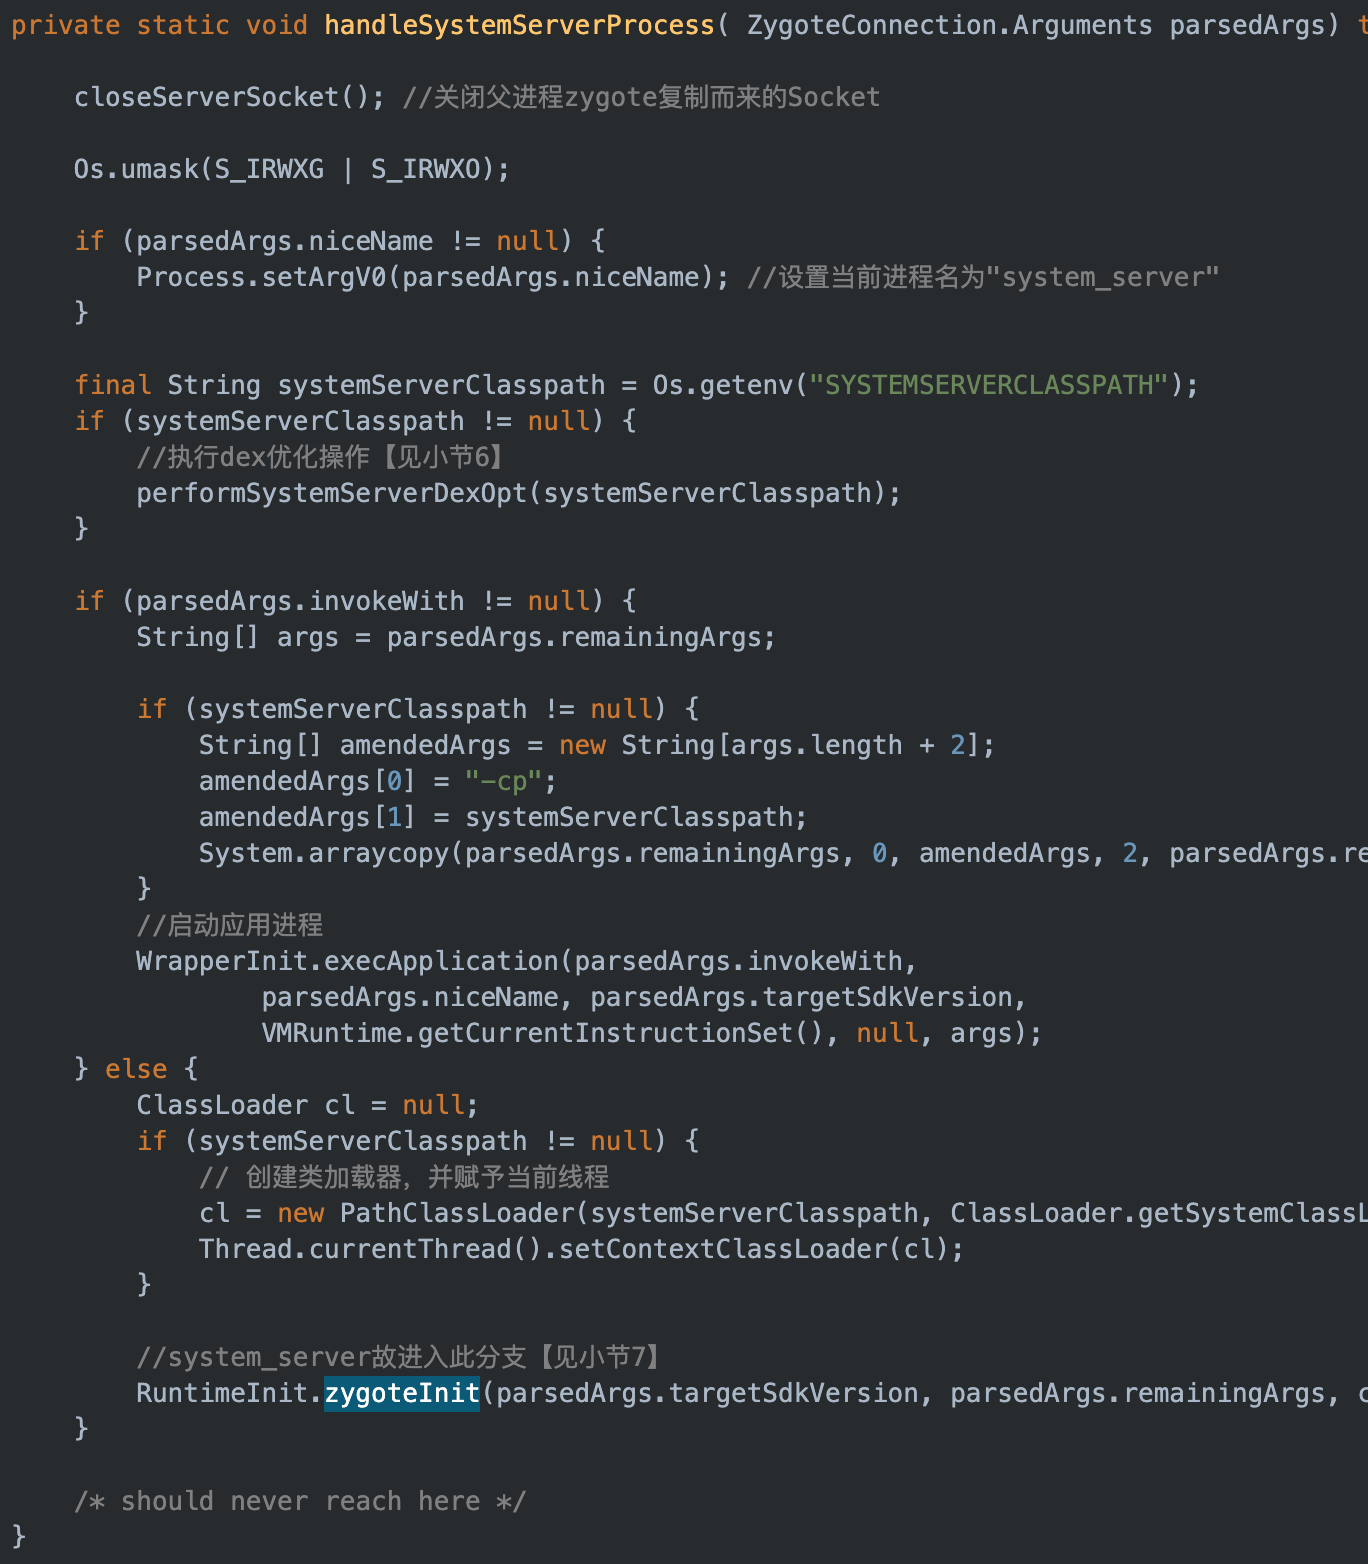 private static void handleSystemServerProcess( ZygoteConnection.Arguments parsedArgs)
closeServerSocket(); //关闭父进程zygote复制而来的Socket
Os.umask(S_IRWXG | S_IRWXO);
if (parsedArgs.niceName != null) {
Process.setArgV0(parsedArgs.niceName); //设置当前进程名为"system_server"
}
final String systemServerClasspath = Os.getenv("SYSTEMSERVERCLASSPATH");
if (systemServerClasspath != null) {
//执行dex优化操作【见小节6】
performSystemServerDexOpt(systemServerClasspath);
}
if (parsedArgs.invokeWith != null) {
String[] args = parsedArgs.remainingArgs;
if (systemServerClasspath != null) {
String[] amendedArgs = new String[args.length + 2];
amendedArgs[0] = "-cp";
amendedArgs[1] = systemServerClasspath;
System.arraycopy(parsedArgs.remainingArgs, 0, amendedArgs, 2, parsedArgs.re
}
//启动应用进程
WrapperInit.execApplication(parsedArgs.invokeWith,
parsedArgs.niceName, parsedArgs.targetSdkVersion,
VMRuntime.getCurrentInstructionSet(), null, args);
} else {
ClassLoader cl = null;
if (systemServerClasspath != null) {
// 创建类加载器，并赋予当前线程
cl = new PathClassLoader(systemServerClasspath, ClassLoader.getSystemClassL
Thread.currentThread().setContextClassLoader(cl);
}
//system_server故进入此分支【见小节7】
RuntimeInit.zygoteInit(parsedArgs.targetSdkVersion, parsedArgs.remainingArgs, c
}
/* should never reach here */
}